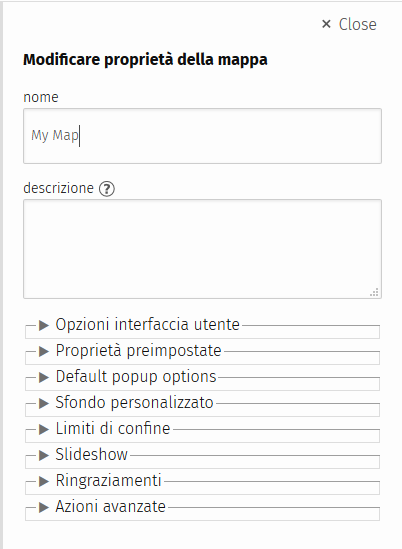 × Close
Modificare proprietà della mappa
nome
My Map
descrizione ?
Opzioni interfaccia utente
Proprietà preimpostate
Default popup options
Sfondo personalizzato
Limiti di confine
Slideshow
Ringraziamenti
Azioni avanzate